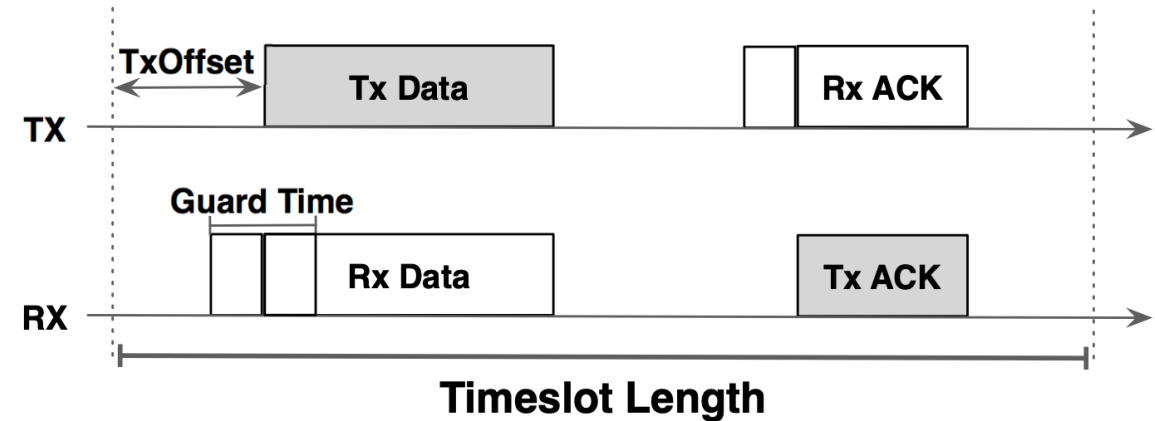 TxOffset
Tx Data
Rx ACK
TX
Guard Time
Rx Data
Tx ACK
RX
Timeslot Length